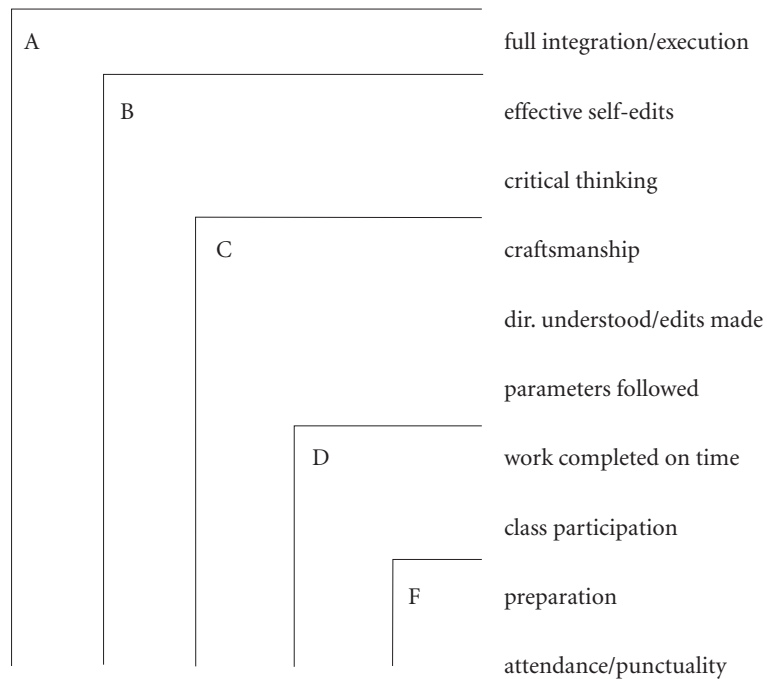 A full integration/execution
B effective self-edits
critical thinking
C craftsmanship
dir. understood/edits made
parameters followed
D work completed on time
class participation
F preparation
attendance/punctuality